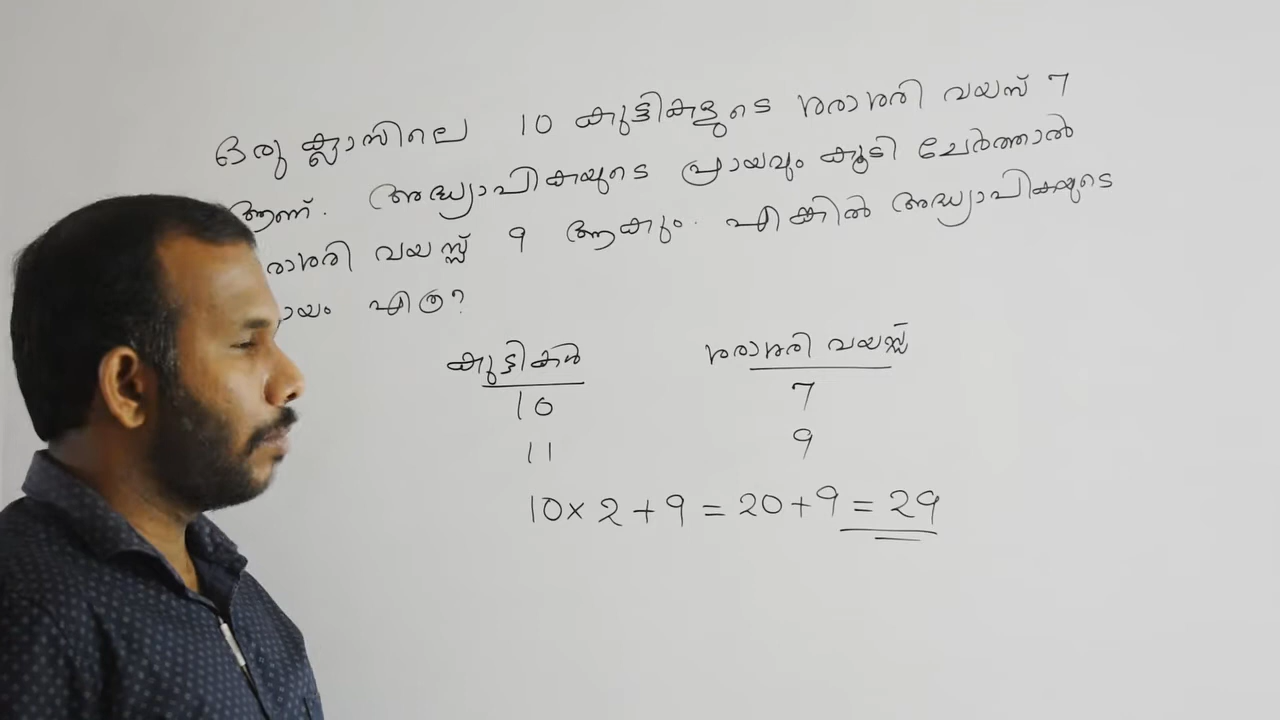 ഒരു ക്ലാസിലെ 10 കുട്ടികളുടെ ശരാശരി വയസ് 7
ആണ്. അദ്ധ്യാപികയുടെ പ്രായവും കൂടി ചേർത്താൽ
രാശരി വയസ്സ് 9 ആകും. എങ്കിൽ അദ്ധ്യാപികയുടെ
ായം എത്ര?
കുട്ടികൾ ശരാശരി വയസ്സ്
10 7
11 9
10 × 2 + 9 = 20 + 9 = 29